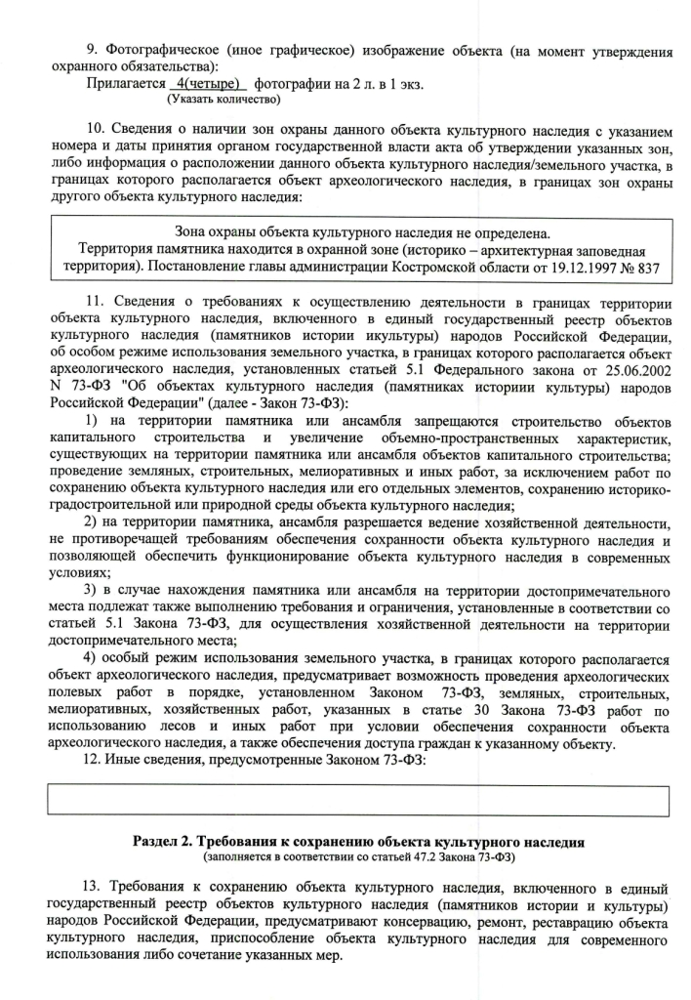 9. Фотографическое (иное графическое) изображение объекта (на момент утверждения
охранного обязательства):
Прилагается 4(четыре) фотографии на 2 л. в 1 экз.
(Указать количество)
10. Сведения о наличии зон охраны данного объекта культурного наследия с указанием
номера и даты принятия органом государственной власти акта об утверждении указанных зон,
либо информация о расположении данного объекта культурного наследия/земельного участка, в
границах которого располагается объект археологического наследия, в границах зон охраны
другого объекта культурного наследия:
Зона охраны объекта культурного наследия не определена.
Территория памятника находится в охранной зоне (историко – архитектурная заповедная
территория). Постановление главы администрации Костромской области от 19.12.1997 № 837
11. Сведения о требованиях к осуществлению деятельности в границах территории
объекта культурного наследия, включенного в единый государственный реестр объектов
культурного наследия (памятников истории икультуры) народов Российской Федерации,
об особом режиме использования земельного участка, в границах которого располагается объект
археологического наследия, установленных статьей 5.1 Федерального закона от 25.06.2002
N 73-ФЗ "Об объектах культурного наследия (памятниках историии культуры) народов
Российской Федерации" (далее - Закон 73-ФЗ):
1) на территории памятника или ансамбля запрещаются строительство объектов
капитального строительства и увеличение объемно-пространственных характеристик,
существующих на территории памятника или ансамбля объектов капитального строительства;
проведение земляных, строительных, мелиоративных и иных работ, за исключением работ по
сохранению объекта культурного наследия или его отдельных элементов, сохранению историко-
градостроительной или природной среды объекта культурного наследия;
2) на территории памятника, ансамбля разрешается ведение хозяйственной деятельности,
не противоречащей требованиям обеспечения сохранности объекта культурного наследия и
позволяющей обеспечить функционирование объекта культурного наследия в современных
условиях;
3) в случае нахождения памятника или ансамбля на территории достопримечательного
места подлежат также выполнению требования и ограничения, установленные в соответствии со
статьей 5.1 Закона 73-ФЗ, для осуществления хозяйственной деятельности на территории
достопримечательного места;
4) особый режим использования земельного участка, в границах которого располагается
объект археологического наследия, предусматривает возможность проведения археологических
полевых работ в порядке, установленном Законом 73-ФЗ, земляных, строительных,
мелиоративных, хозяйственных работ, указанных в статье 30 Закона 73-ФЗ работ по
использованию лесов и иных работ при условии обеспечения сохранности объекта
археологического наследия, а также обеспечения доступа граждан к указанному объекту.
12. Иные сведения, предусмотренные Законом 73-ФЗ:
Раздел 2. Требования к сохранению объекта культурного наследия
(заполняется в соответствии со статьей 47.2 Закона 73-ФЗ)
13. Требования к сохранению объекта культурного наследия, включенного в единый
государственный реестр объектов культурного наследия (памятников истории и культуры)
народов Российской Федерации, предусматривают консервацию, ремонт, реставрацию объекта
культурного наследия, приспособление объекта культурного наследия для современного
использования либо сочетание указанных мер.